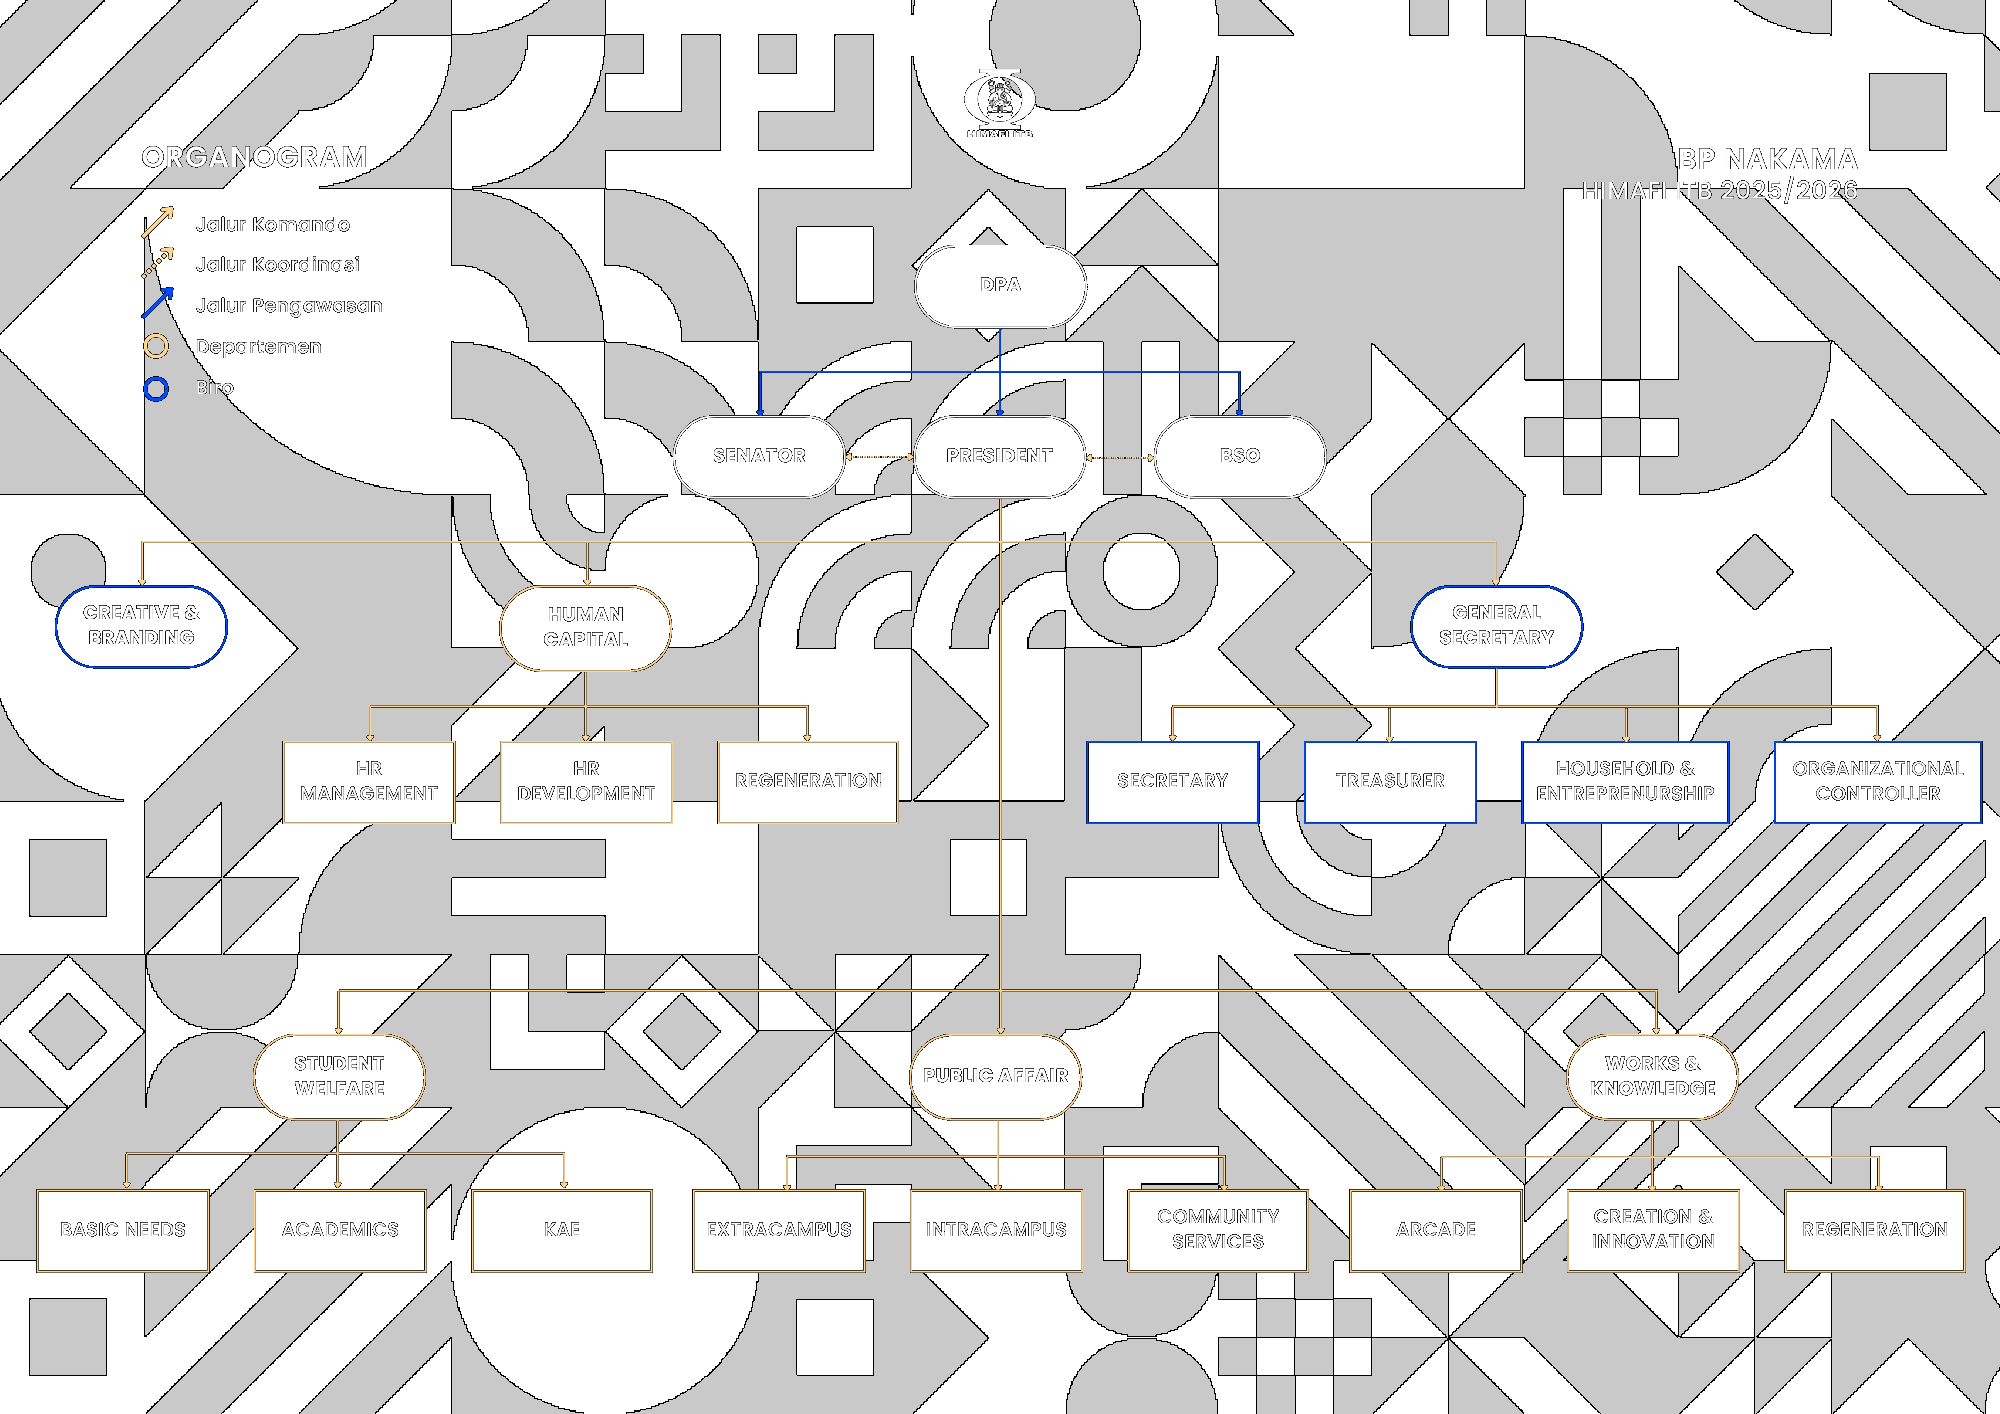 HIMAFI ITB
ORGANOGRAM
BP NAKAMA
HIMAFI ITB 2025/2026
Jalur Komando
Jalur Koordinasi
Jalur Pengawasan
Departemen
Biro
DPA
SENATOR
PRESIDENT
BSO
CREATIVE &
BRANDING
HUMAN
CAPITAL
GENERAL
SECRETARY
HR
MANAGEMENT
HR
DEVELOPMENT
REGENERATION
SECRETARY
TREASURER
HOUSEHOLD &
ENTREPRENURSHIP
ORGANIZATIONAL
CONTROLLER
STUDENT
WELFARE
PUBLIC AFFAIR
WORKS &
KNOWLEDGE
BASIC NEEDS
ACADEMICS
KAE
EXTRACAMPUS
INTRACAMPUS
COMMUNITY
SERVICES
ARCADE
CREATION &
INNOVATION
REGENERATION